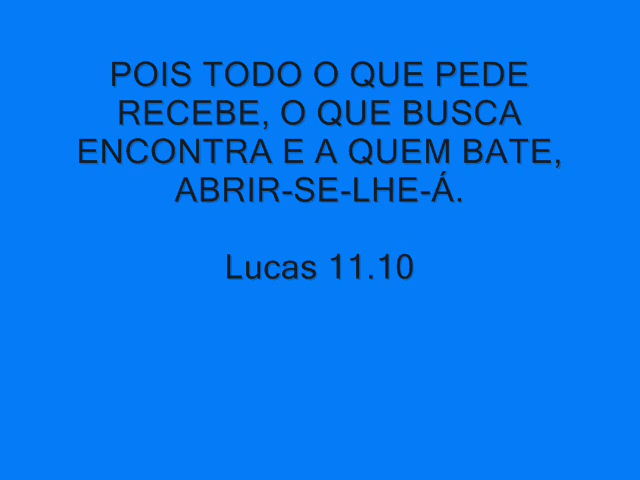 POIS TODO O QUE PEDE
RECEBE, O QUE BUSCA
ENCONTRA E A QUEM BATE,
ABRIR-SE-LHE-Á.
Lucas 11.10